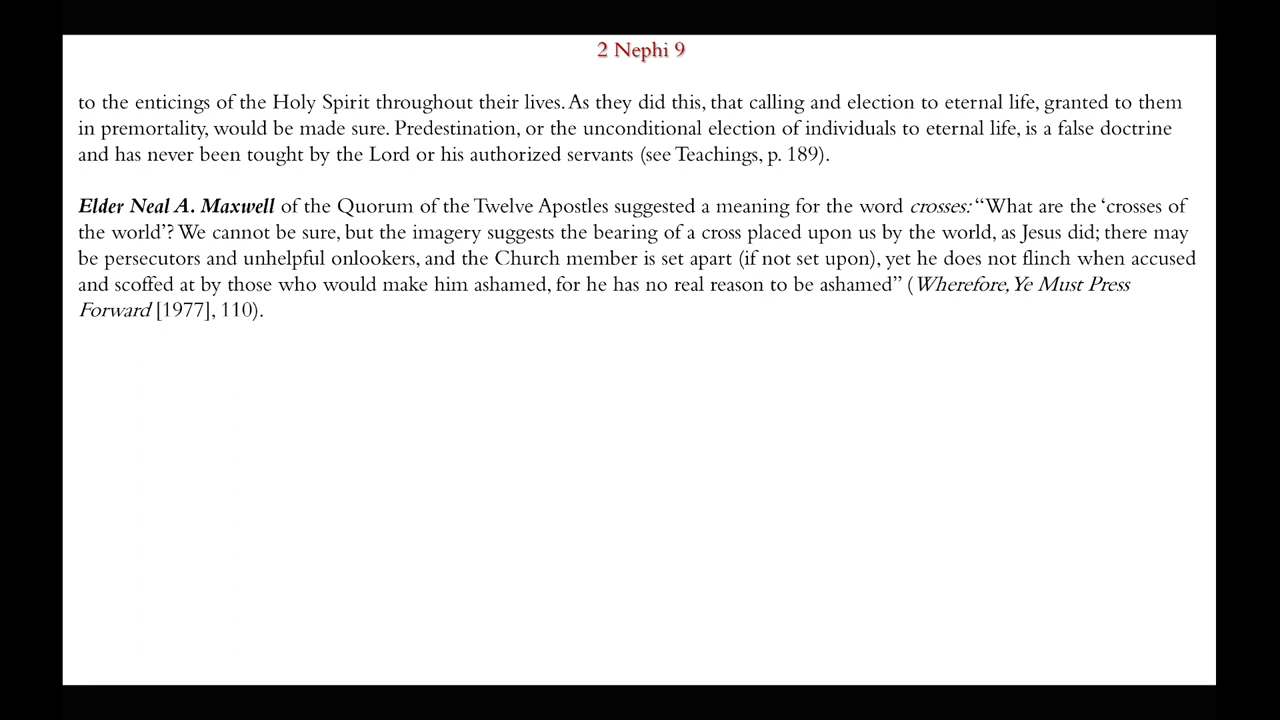 2 Nephi 9
to the enticings of the Holy Spirit throughout their lives. As they did this, that calling and election to eternal life, granted to them
in premortality, would be made sure. Predestination, or the unconditional election of individuals to eternal life, is a false doctrine
and has never been tought by the Lord or his authorized servants (see Teachings, p. 189).
Elder Neal A. Maxwell of the Quorum of the Twelve Apostles suggested a meaning for the word crosses: “What are the ‘crosses of
the world’? We cannot be sure, but the imagery suggests the bearing of a cross placed upon us by the world, as Jesus did; there may
be persecutors and unhelpful onlookers, and the Church member is set apart (if not set upon), yet he does not flinch when accused
and scoffed at by those who would make him ashamed, for he has no real reason to be ashamed” (Wherefore, Ye Must Press
Forward [1977], 110).